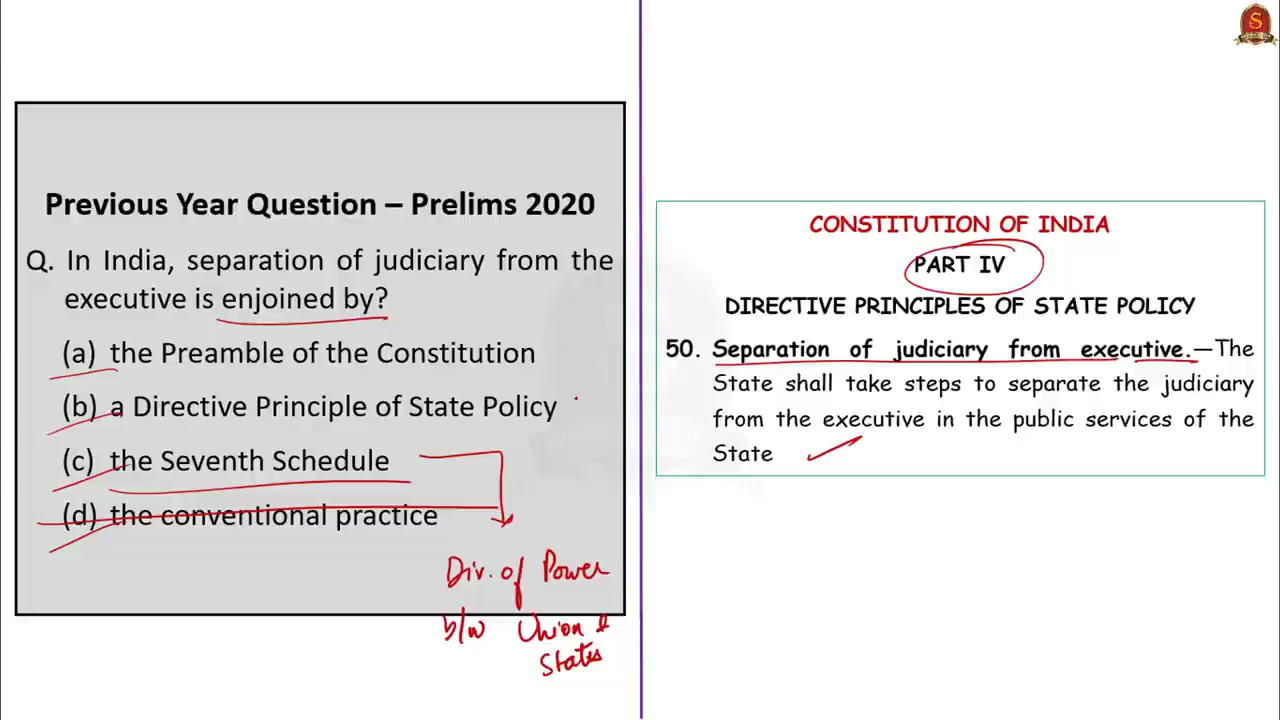 S
Previous Year Question – Prelims 2020
Q. In India, separation of judiciary from the
executive is enjoined by?
(a) the Preamble of the Constitution
(b) a Directive Principle of State Policy
(c) the Seventh Schedule
(d) the conventional practice
Div. of Power
b/w Union &
States
CONSTITUTION OF INDIA
PART IV
DIRECTIVE PRINCIPLES OF STATE POLICY
50. Separation of judiciary from executive.—The
State shall take steps to separate the judiciary
from the executive in the public services of the
State